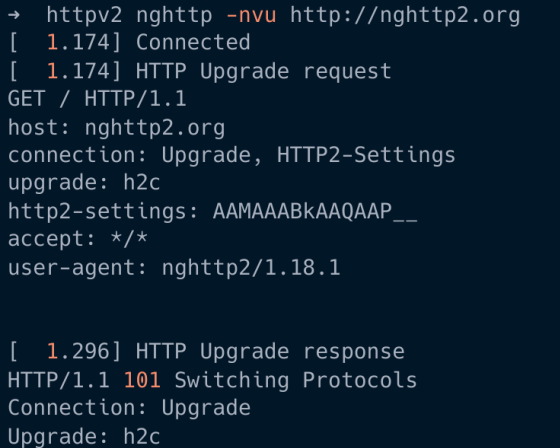 ➜ httpv2 nghttp -nvu http://nghttp2.org
[  1.174] Connected
[  1.174] HTTP Upgrade request
GET / HTTP/1.1
host: nghttp2.org
connection: Upgrade, HTTP2-Settings
upgrade: h2c
http2-settings: AAMAAABkAAQAAP__
accept: */*
user-agent: nghttp2/1.18.1
[  1.296] HTTP Upgrade response
HTTP/1.1 101 Switching Protocols
Connection: Upgrade
Upgrade: h2c